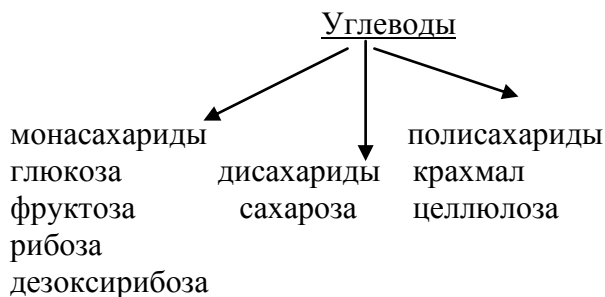 Углеводы
монасахариды полисахариды
глюкоза дисахариды крахмал
фруктоза сахароза целлюлоза
рибоза
дезоксирибоза